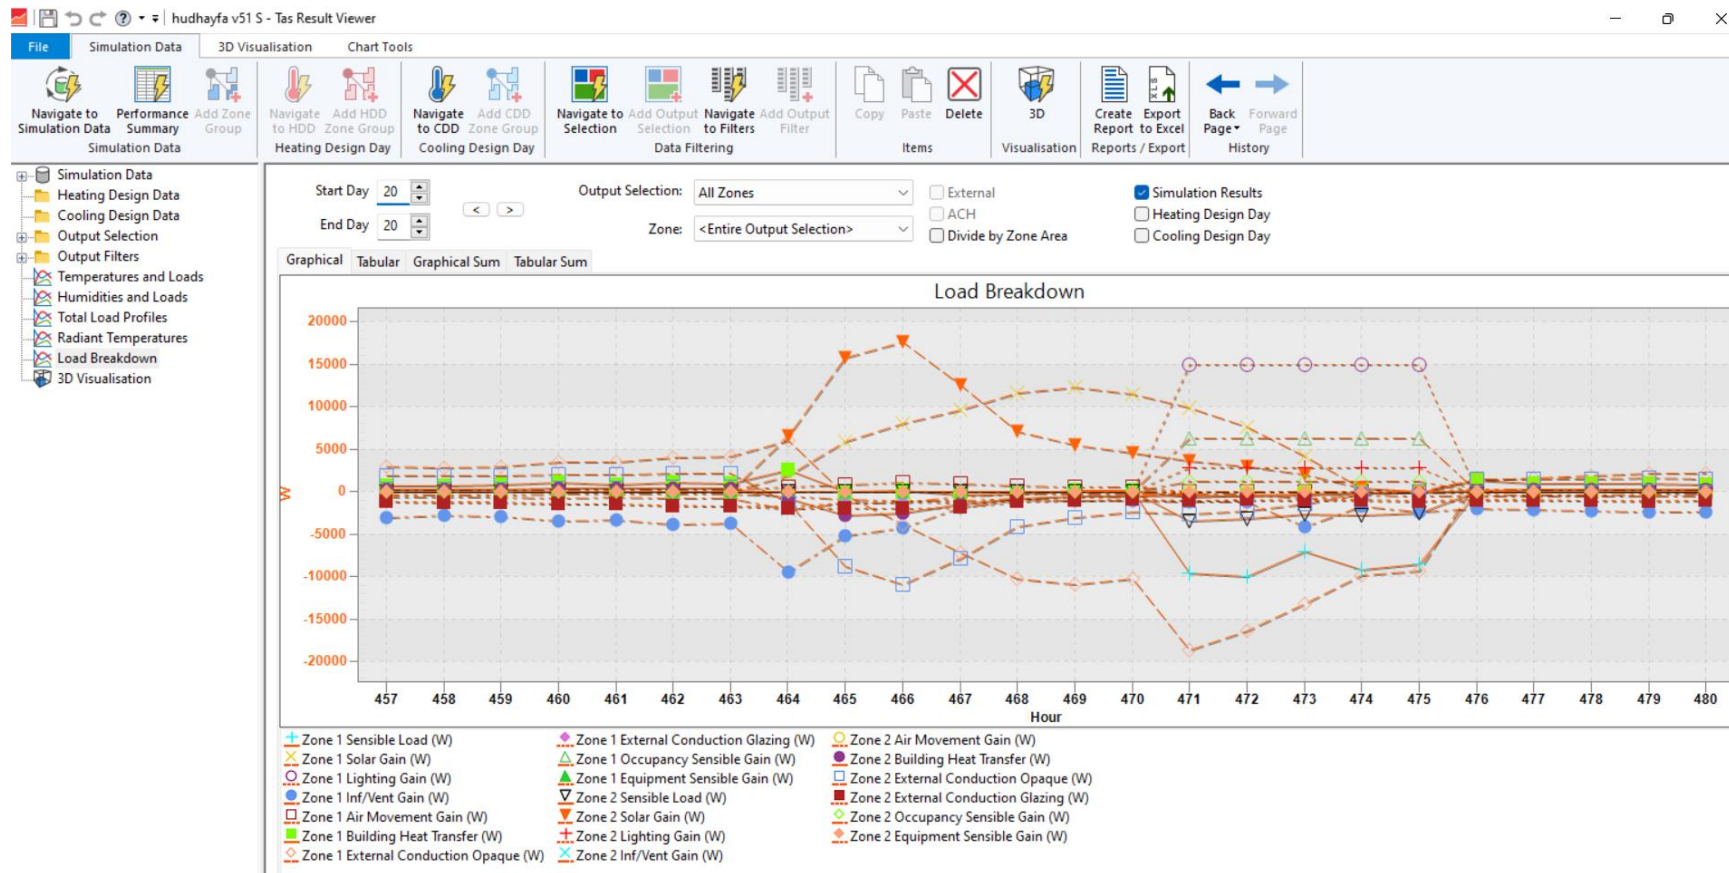 hudhayfa v51 S - Tas Result Viewer
File Simulation Data 3D Visualisation Chart Tools
Navigate to Simulation Data Performance Summary Add Zone Group
Simulation Data
Navigate to HDD Add HDD Zone Group
Heating Design Day
Navigate to CDD Add CDD Zone Group
Cooling Design Day
Navigate to Selection Add Output Selection Navigate to Filters Add Output Filter
Data Filtering
Copy Paste Delete
Items
3D
Visualisation
Create Report Export to Excel
Reports / Export
Back Page Forward Page
History
Simulation Data
Heating Design Data
Cooling Design Data
Output Selection
Output Filters
Temperatures and Loads
Humidities and Loads
Total Load Profiles
Radiant Temperatures
Load Breakdown
3D Visualisation
Start Day 20
End Day 20
< >
Output Selection: All Zones
Zone: <Entire Output Selection>
External
ACH
Divide by Zone Area
Simulation Results
Heating Design Day
Cooling Design Day
Graphical Tabular Graphical Sum Tabular Sum
Load Breakdown
20000
15000
10000
5000
0
-5000
-10000
-15000
-20000
W
457 458 459 460 461 462 463 464 465 466 467 468 469 470 471 472 473 474 475 476 477 478 479 480
Hour
Zone 1 Sensible Load (W)
Zone 1 Solar Gain (W)
Zone 1 Lighting Gain (W)
Zone 1 Inf/Vent Gain (W)
Zone 1 Air Movement Gain (W)
Zone 1 Building Heat Transfer (W)
Zone 1 External Conduction Opaque (W)
Zone 1 External Conduction Glazing (W)
Zone 1 Occupancy Sensible Gain (W)
Zone 1 Equipment Sensible Gain (W)
Zone 2 Sensible Load (W)
Zone 2 Solar Gain (W)
Zone 2 Lighting Gain (W)
Zone 2 Inf/Vent Gain (W)
Zone 2 Air Movement Gain (W)
Zone 2 Building Heat Transfer (W)
Zone 2 External Conduction Opaque (W)
Zone 2 External Conduction Glazing (W)
Zone 2 Occupancy Sensible Gain (W)
Zone 2 Equipment Sensible Gain (W)